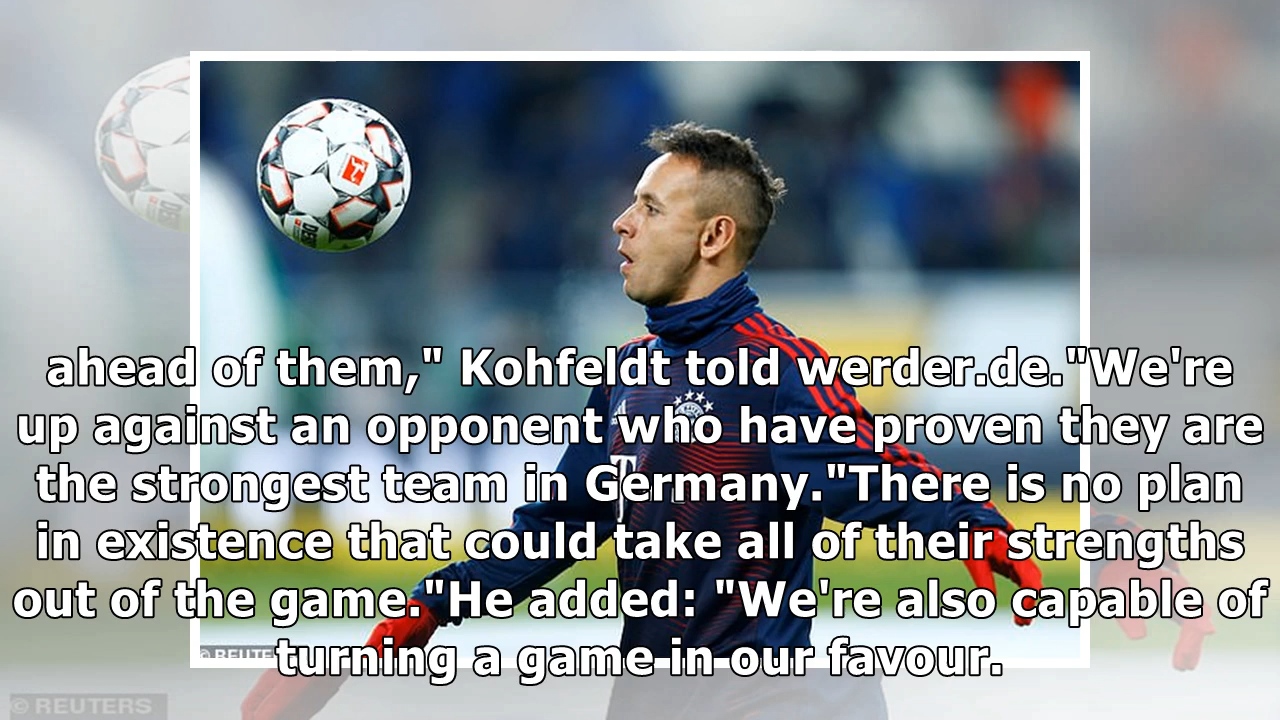 ahead of them," Kohfeldt told werder.de."We're
up against an opponent who have proven they are
the strongest team in Germany."There is no plan
in existence that could take all of their strengths
out of the game."He added: "We're also capable of
turning a game in our favour.
© REUTERS